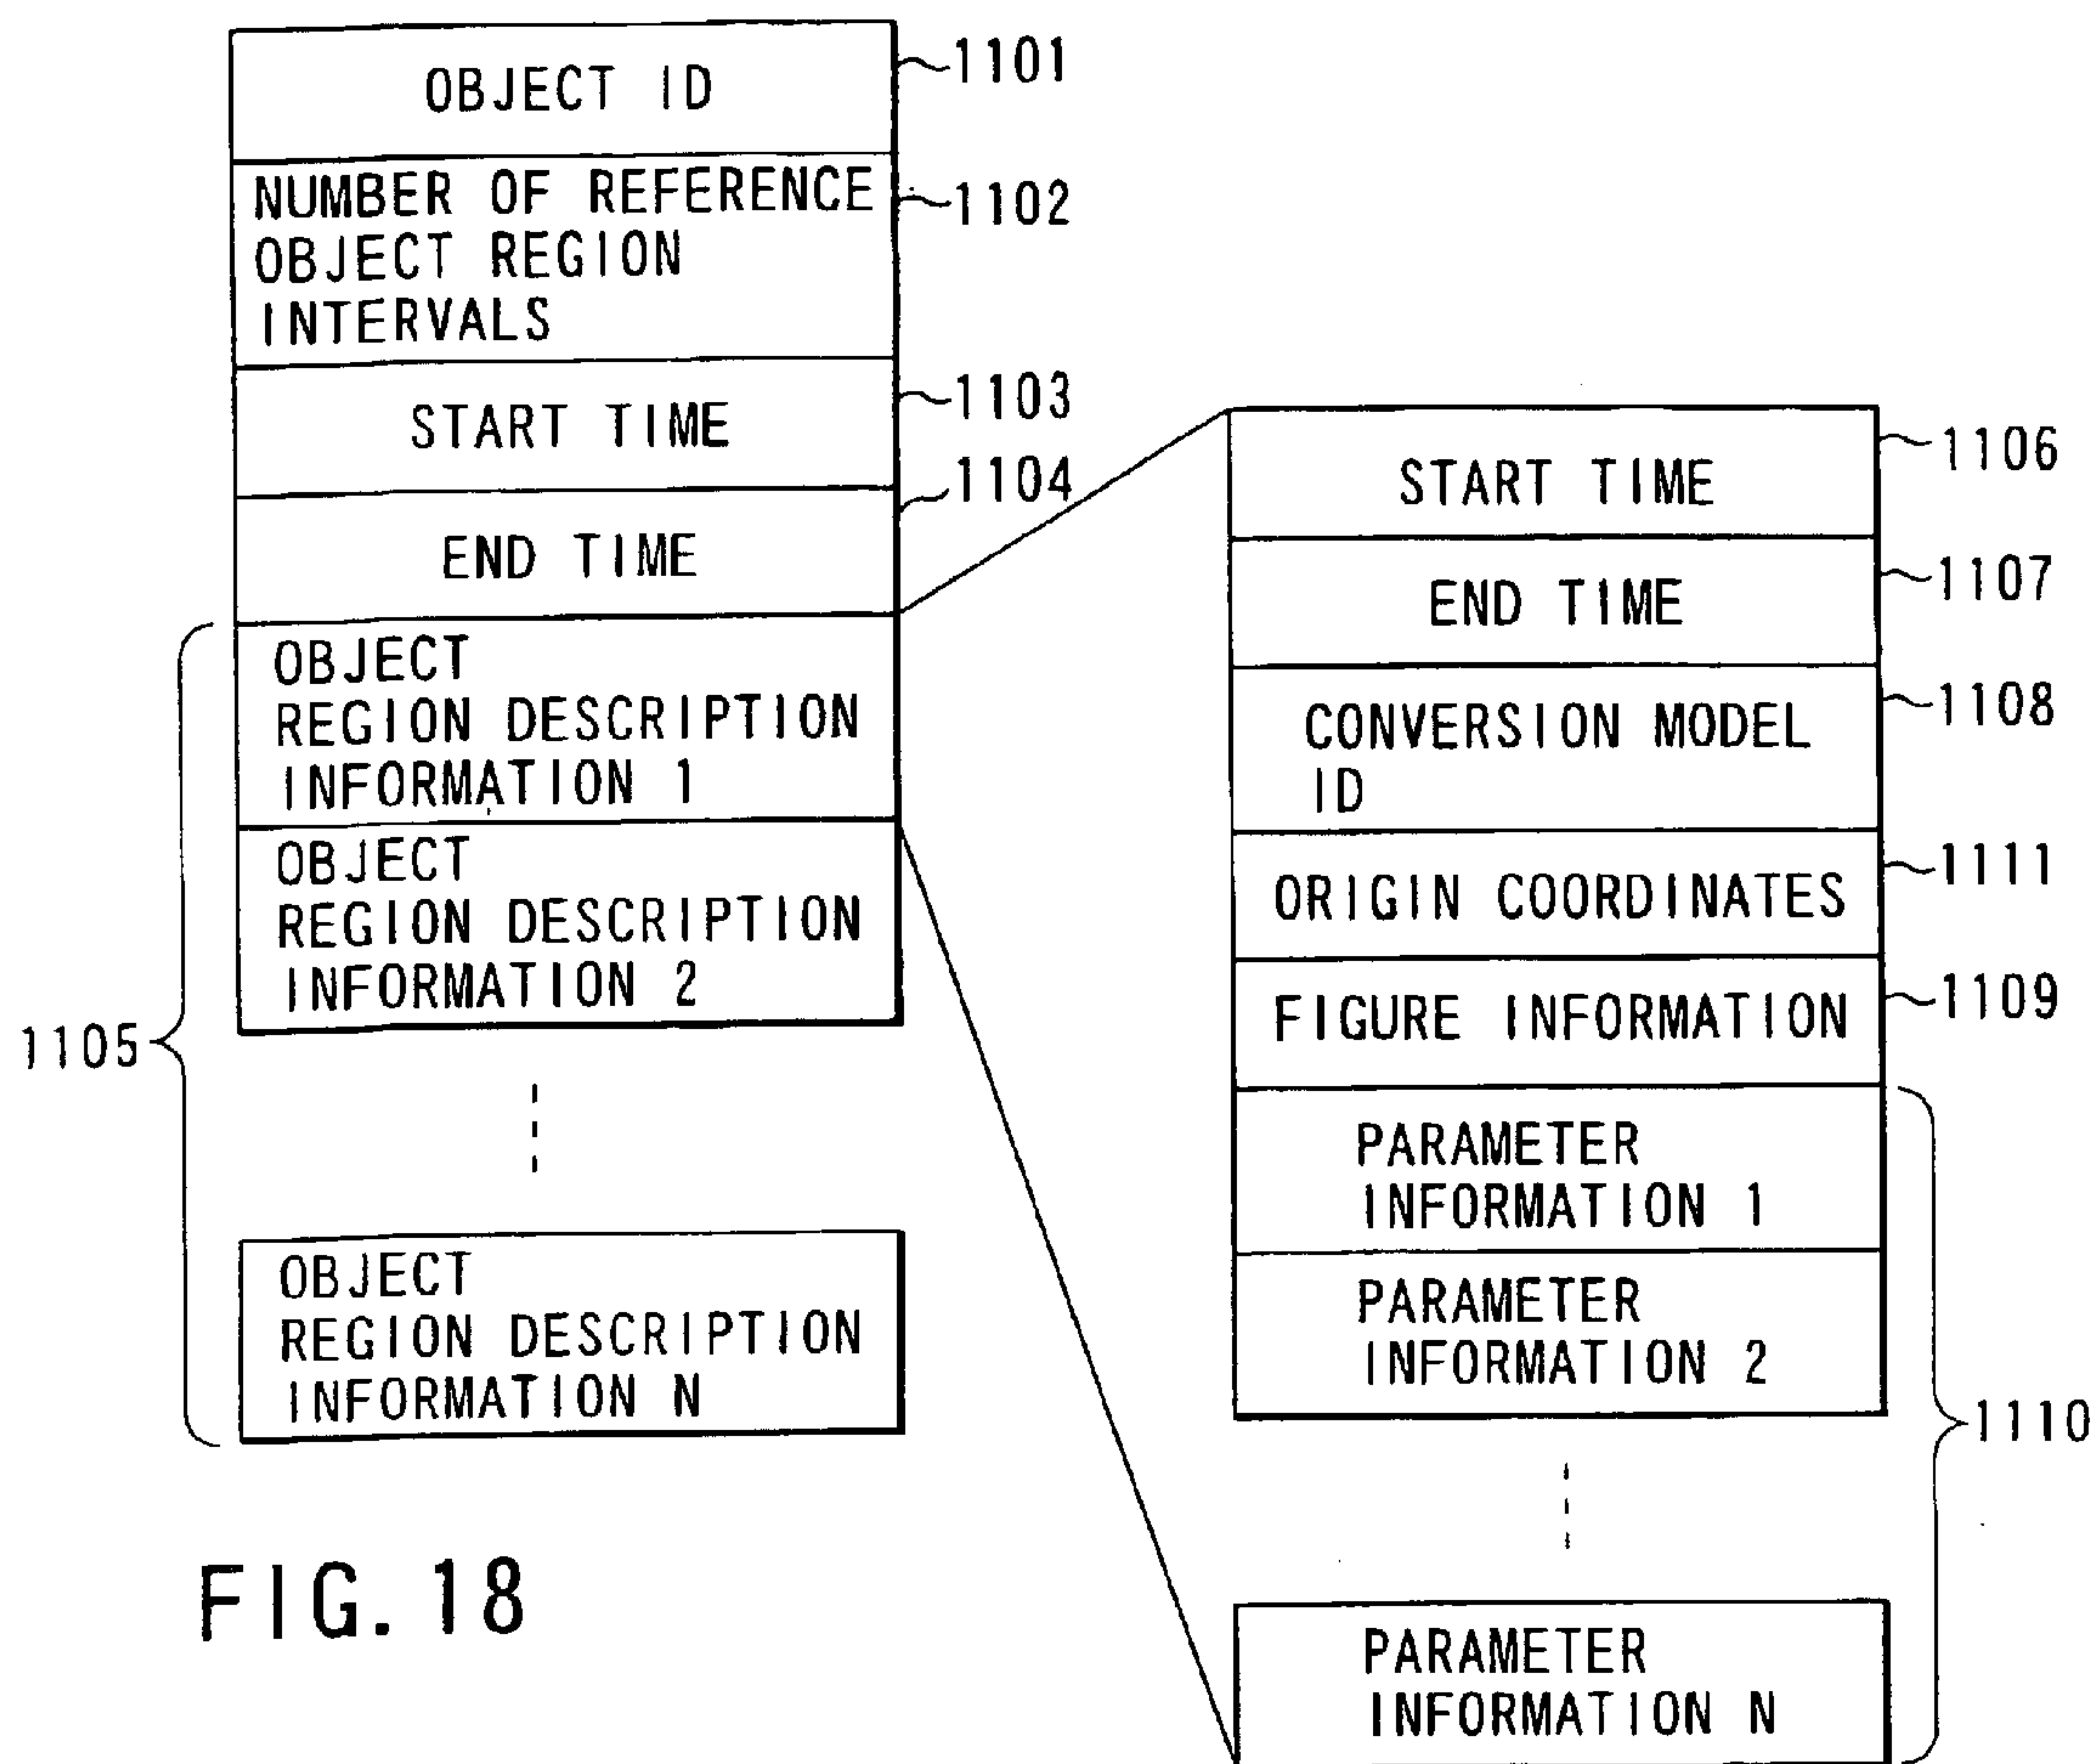 OBJECT ID
1101
NUMBER OF REFERENCE
OBJECT REGION
INTERVALS
1102
START TIME
1103
END TIME
1104
OBJECT
REGION DESCRIPTION
INFORMATION 1
OBJECT
REGION DESCRIPTION
INFORMATION 2
1105
OBJECT
REGION DESCRIPTION
INFORMATION N
START TIME
1106
END TIME
1107
CONVERSION MODEL
ID
1108
ORIGIN COORDINATES
1111
FIGURE INFORMATION
1109
PARAMETER
INFORMATION 1
PARAMETER
INFORMATION 2
1110
PARAMETER
INFORMATION N
FIG. 18